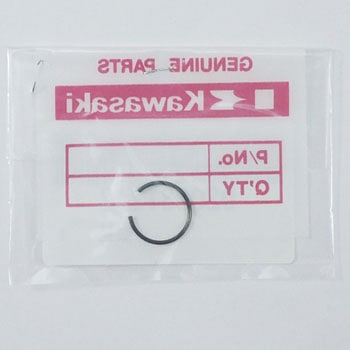 GENUINE PARTS
Kawasaki
P/No.
Q'TY